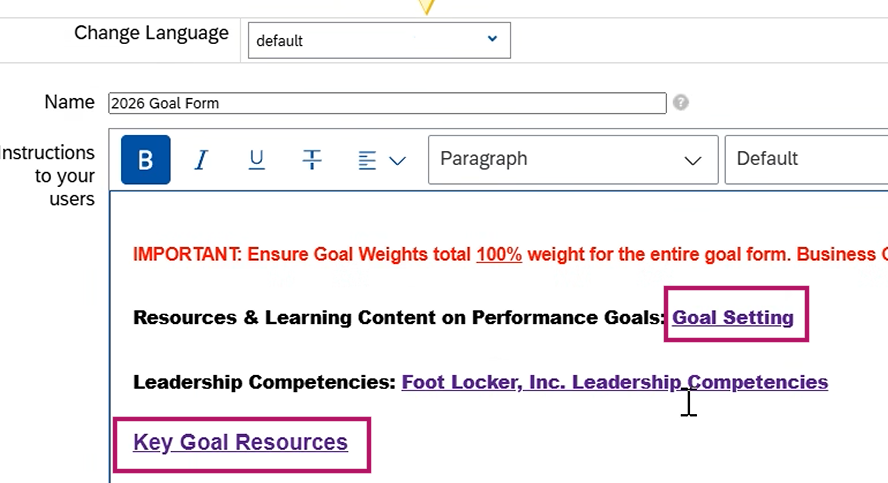 Change Language default
Name 2026 Goal Form ?
Instructions
to your
users
B I U T Paragraph Default
IMPORTANT: Ensure Goal Weights total 100% weight for the entire goal form. Business
Resources & Learning Content on Performance Goals: Goal Setting
Leadership Competencies: Foot Locker, Inc. Leadership Competencies
Key Goal Resources